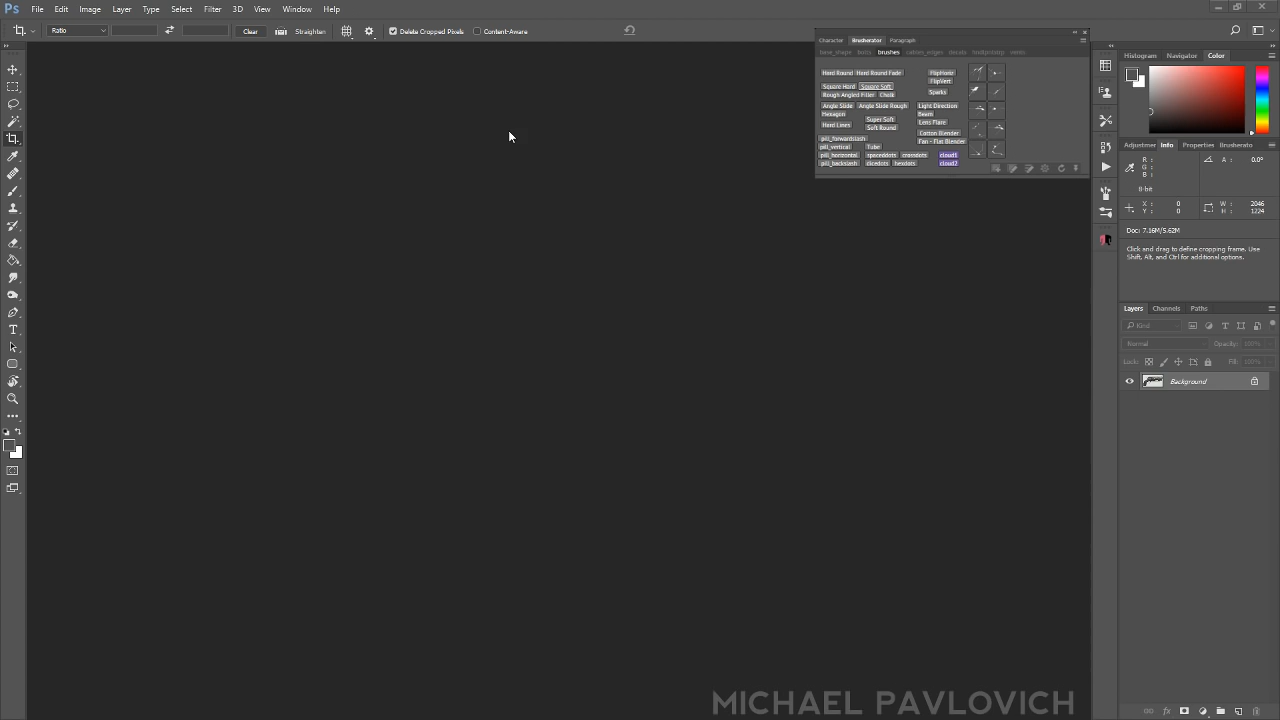 Ps File Edit Image Layer Type Select Filter 3D View Window Help
Ratio Clear Straighten Delete Cropped Pixels Content-Aware
Character Brusherator Paragraph
brushes
Hard Round Hard Round Fade FlipHoriz
FlipVert
Square Hard Square Soft
Sparks
Rough Angled Filler Chalk
Angle Slide Angle Slide Rough Light Direction
Hexagon Beam
Super Soft Lens Flare
Hard Lines Soft Round
Cotton Blender
pill_forwardslash Fan - Flat Blender
pill_vertical Tube
pill_horizontal spacedots crossdots cloud1
pill_backslash dicedots hexdots cloud2
History Navigator Color
Adjustmer Info Properties Brusherato
R :
G :
B :
A : 0.0°
8-bit
X : 0
Y : 0
W : 2046
H : 1224
Doc: 7.16M/5.62M
Click and drag to define cropping frame. Use
Shift, Alt, and Ctrl for additional options.
Layers Channels Paths
Kind
Normal Opacity: 100%
Lock: Fill: 100%
Background
MICHAEL PAVLOVICH